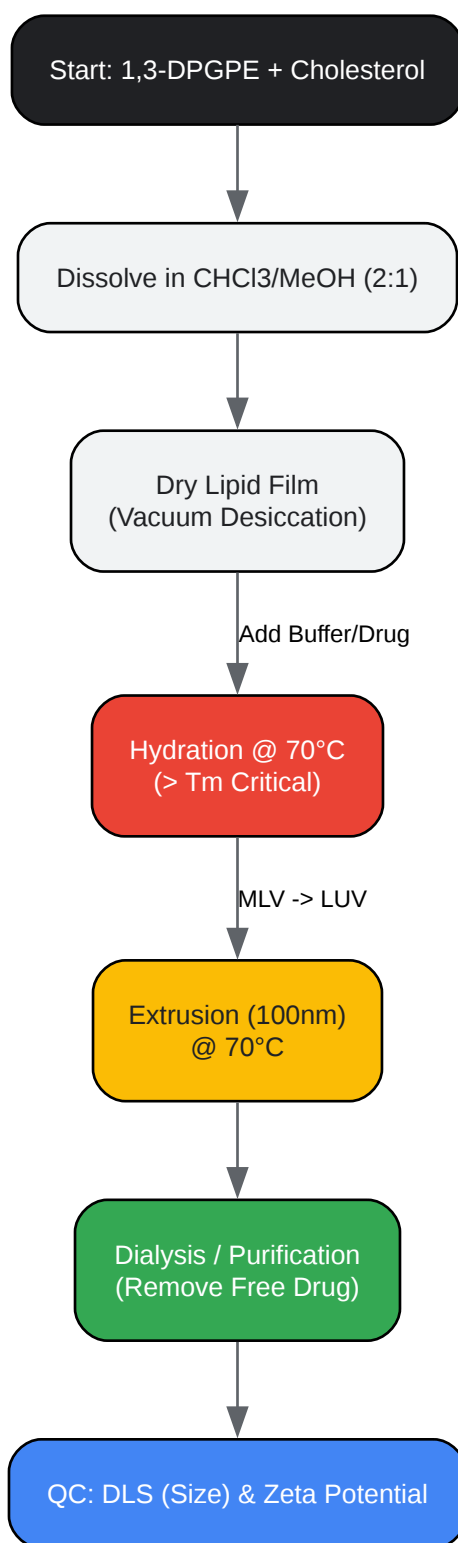 Start: 1,3-DPGPE + Cholesterol
Dissolve in CHCl3/MeOH (2:1)
Dry Lipid Film
(Vacuum Desiccation)
Add Buffer/Drug
Hydration @ 70°C
(> Tm Critical)
MLV -> LUV
Extrusion (100nm)
@ 70°C
Dialysis / Purification
(Remove Free Drug)
QC: DLS (Size) & Zeta Potential